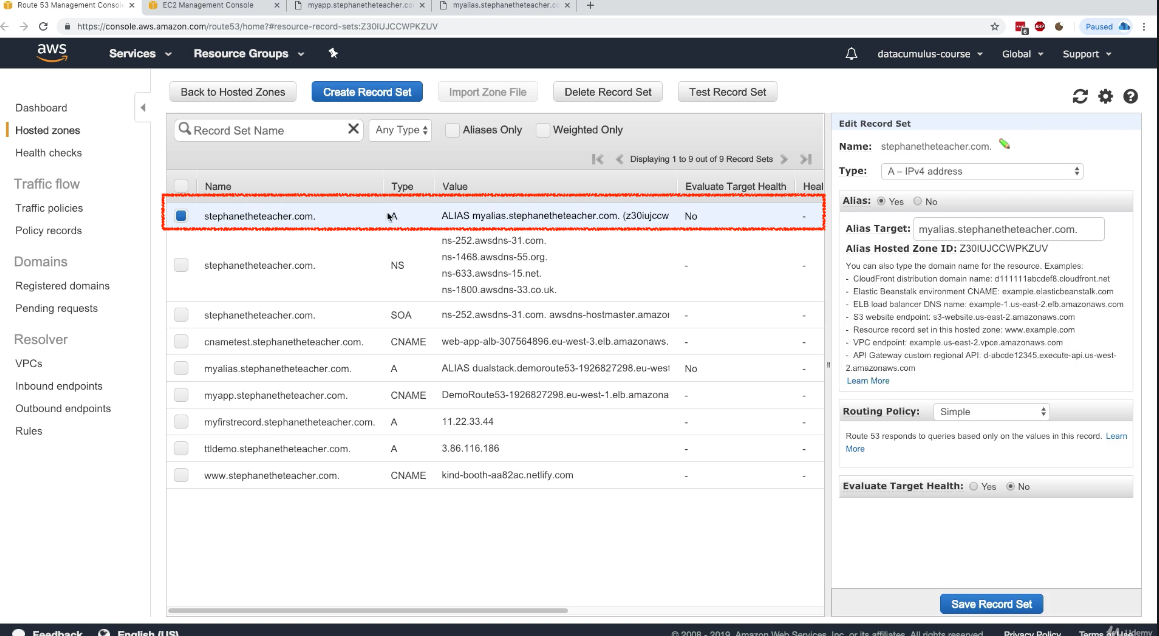 Route 53 Management Console
EC2 Management Console
myapp.stephanetheteacher.co
myalias.stephanetheteacher.co
https://console.aws.amazon.com/route53/home?#resource-record-sets:Z30IUJCCWPKZUV
Paused
aws
Services
Resource Groups
datacumulus-course
Global
Support
Dashboard
Hosted zones
Health checks
Traffic flow
Traffic policies
Policy records
Domains
Registered domains
Pending requests
Resolver
VPCs
Inbound endpoints
Outbound endpoints
Rules
Back to Hosted Zones
Create Record Set
Import Zone File
Delete Record Set
Test Record Set
Record Set Name
Any Type
Aliases Only
Weighted Only
Displaying 1 to 9 out of 9 Record Sets
Name Type Value Evaluate Target Health Heal
stephanetheteacher.com. A ALIAS myalias.stephanetheteacher.com. (z30iujccw No -
stephanetheteacher.com. NS ns-252.awsdns-31.com.
ns-1468.awsdns-55.org.
ns-633.awsdns-15.net.
ns-1800.awsdns-33.co.uk. - -
stephanetheteacher.com. SOA ns-252.awsdns-31.com. awsdns-hostmaster.amazor - -
cnametest.stephanetheteacher.com. CNAME web-app-alb-307564896.eu-west-3.elb.amazonaws. - -
myalias.stephanetheteacher.com. A ALIAS dualstack.demoroute53-1926827298.eu-west No -
myapp.stephanetheteacher.com. CNAME DemoRoute53-1926827298.eu-west-1.elb.amazona - -
myfirstrecord.stephanetheteacher.com. A 11.22.33.44 - -
ttldemo.stephanetheteacher.com. A 3.86.116.186 - -
www.stephanetheteacher.com. CNAME kind-booth-aa82ac.netlify.com - -
Edit Record Set
Name: stephanetheteacher.com.
Type: A – IPv4 address
Alias: Yes No
Alias Target: myalias.stephanetheteacher.com.
Alias Hosted Zone ID: Z30IUJCCWPKZUV
You can also type the domain name for the resource. Examples:
- CloudFront distribution domain name: d111111abcdef8.cloudfront.net
- Elastic Beanstalk environment CNAME: example.elasticbeanstalk.com
- ELB load balancer DNS name: example-1.us-east-2.elb.amazonaws.com
- S3 website endpoint: s3-website.us-east-2.amazonaws.com
- Resource record set in this hosted zone: www.example.com
- VPC endpoint: example.us-east-2.vpce.amazonaws.com
- API Gateway custom regional API: d-abcde12345.execute-api.us-west-
2.amazonaws.com
Learn More
Routing Policy: Simple
Route 53 responds to queries based only on the values in this record. Learn
More
Evaluate Target Health: Yes No
Save Record Set
Feedback
English (US)
© 2008 - 2019, Amazon Web Services, Inc. or its affiliates. All rights reserved.
Privacy Policy
Terms of Use
Udemy